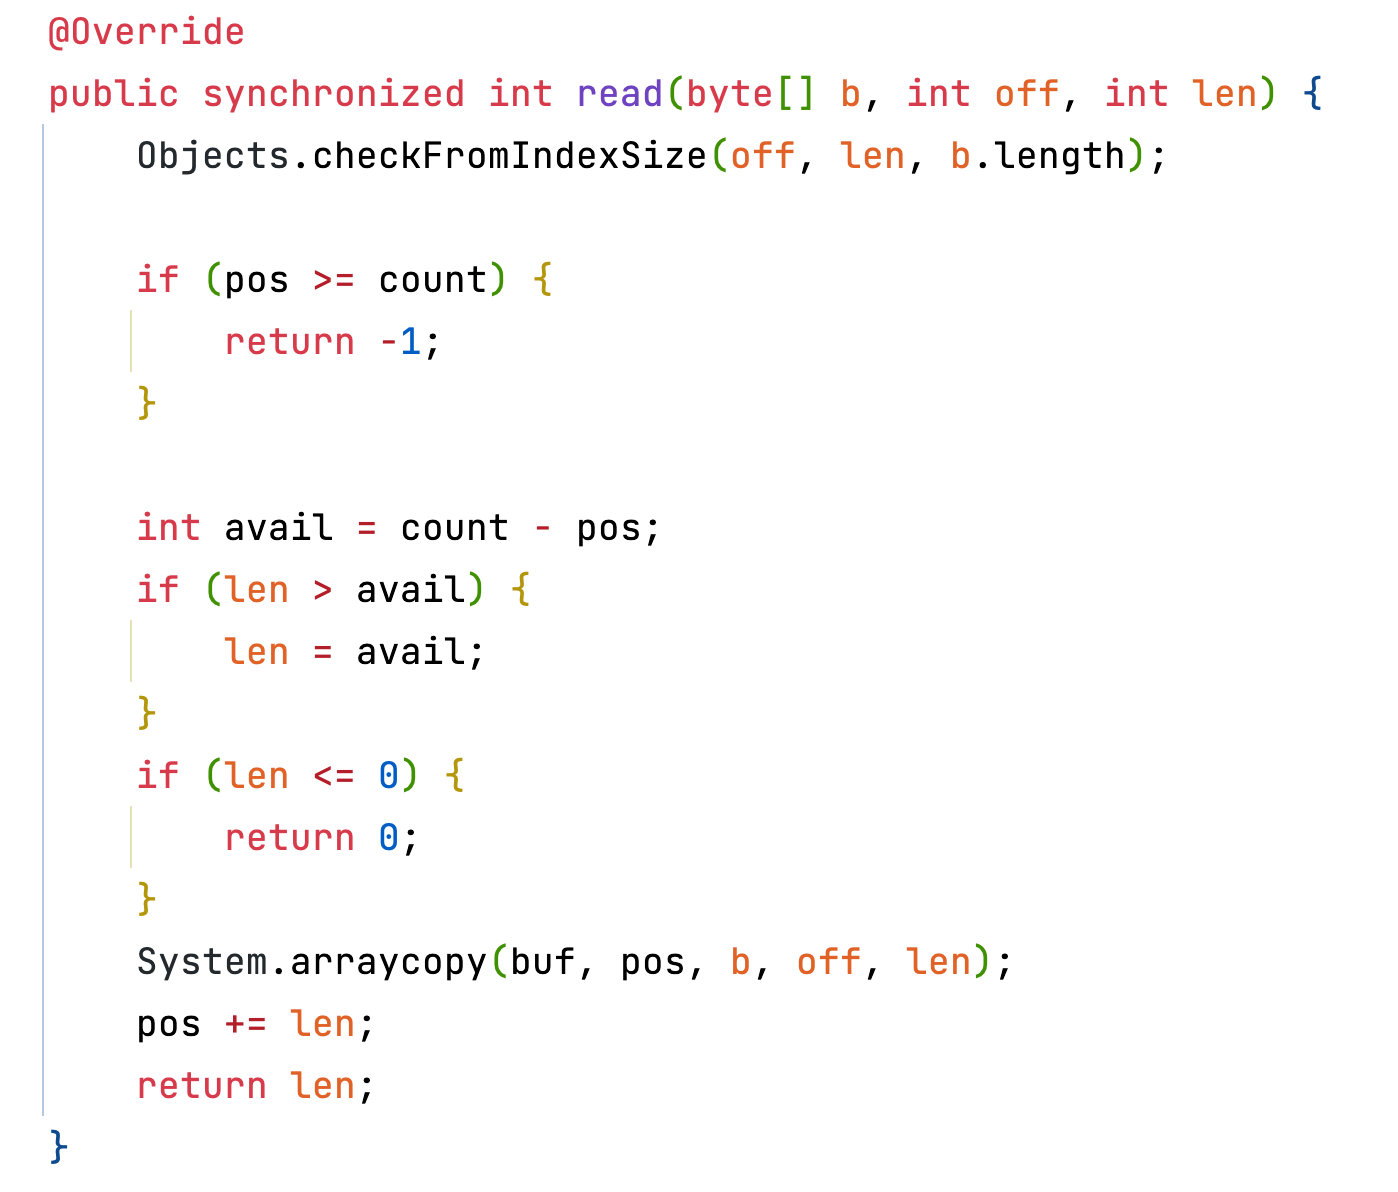 @Override
public synchronized int read(byte[] b, int off, int len) {
    Objects.checkFromIndexSize(off, len, b.length);

    if (pos >= count) {
        return -1;
    }

    int avail = count - pos;
    if (len > avail) {
        len = avail;
    }
    if (len <= 0) {
        return 0;
    }
    System.arraycopy(buf, pos, b, off, len);
    pos += len;
    return len;
}